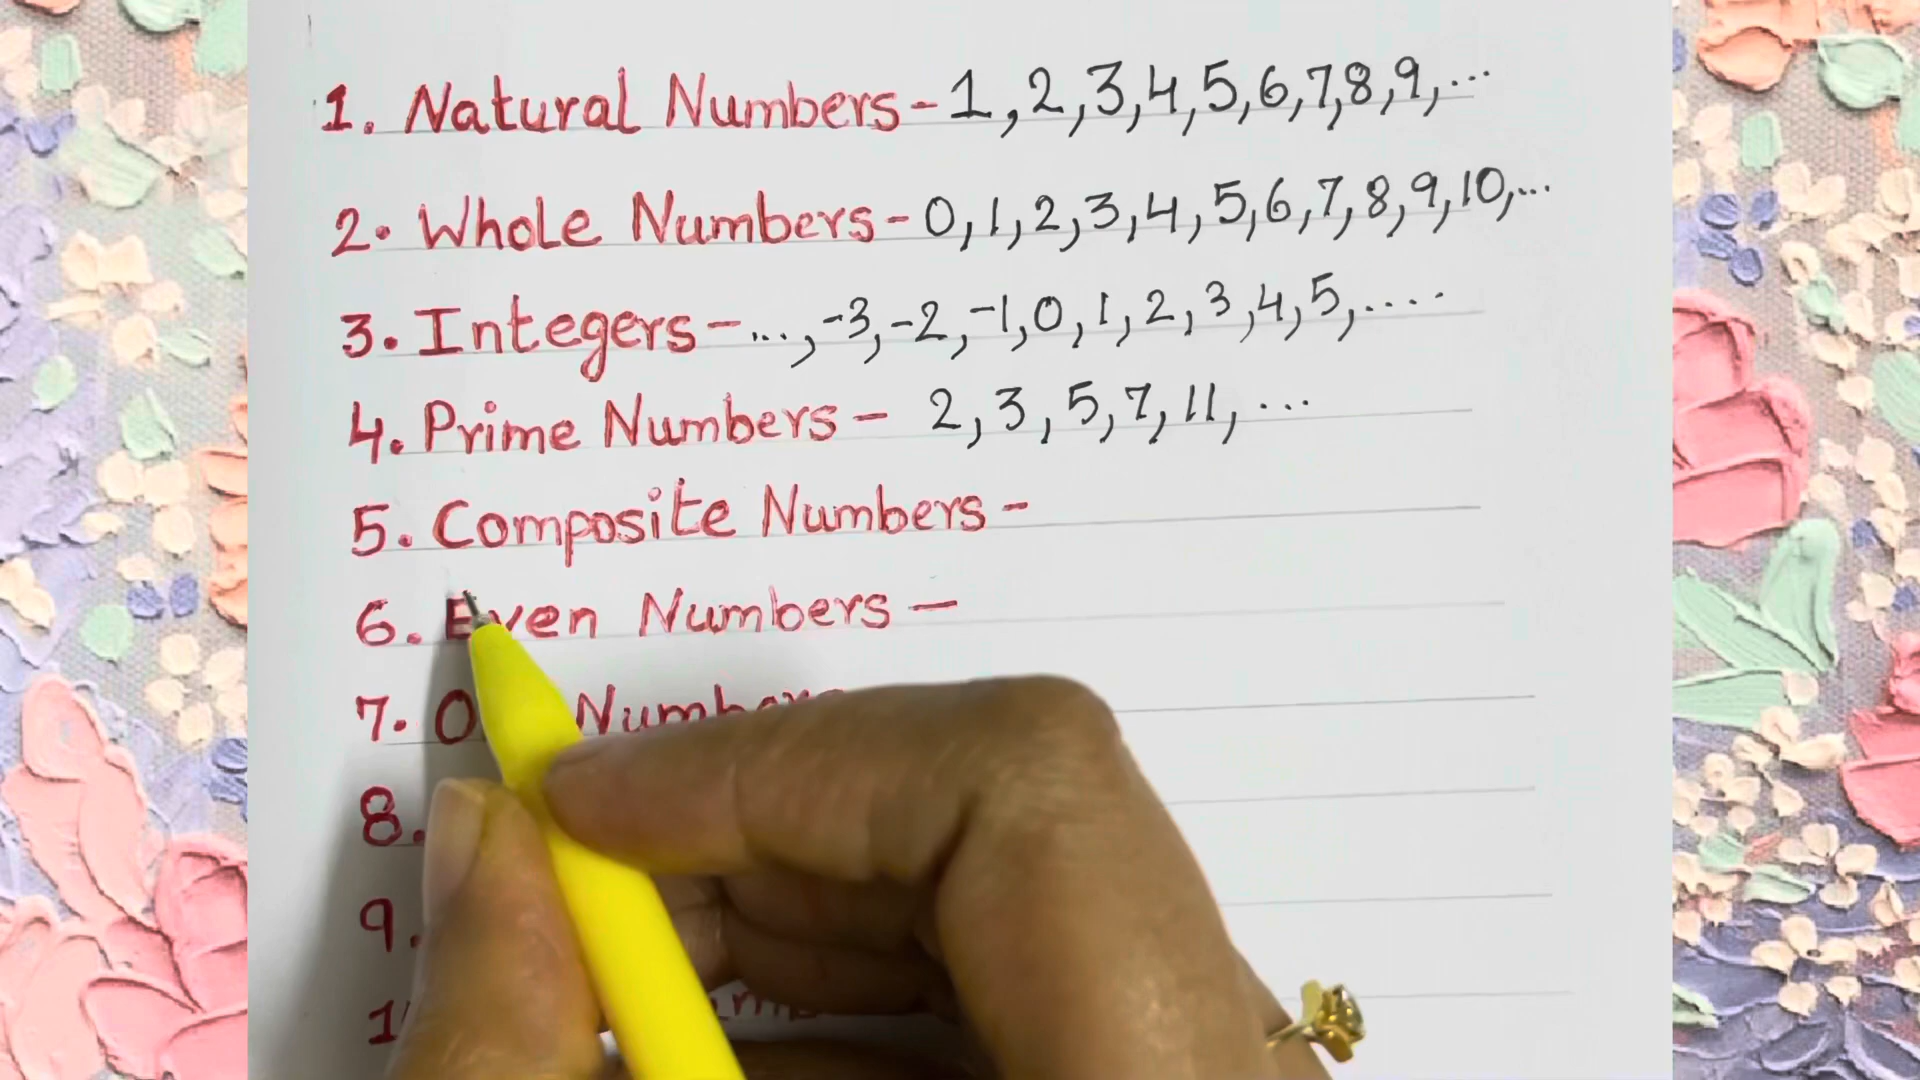 1. Natural Numbers - 1, 2, 3, 4, 5, 6, 7, 8, 9, ...
2. Whole Numbers - 0, 1, 2, 3, 4, 5, 6, 7, 8, 9, 10, ...
3. Integers - ..., -3, -2, -1, 0, 1, 2, 3, 4, 5, ....
4. Prime Numbers - 2, 3, 5, 7, 11, ...
5. Composite Numbers -
6. Even Numbers -
7. Numbers
8.
9.